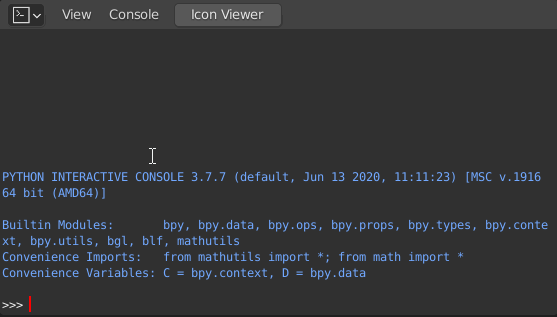 View Console Icon Viewer
PYTHON INTERACTIVE CONSOLE 3.7.7 (default, Jun 13 2020, 11:11:23) [MSC v.1916
64 bit (AMD64)]
Builtin Modules:       bpy, bpy.data, bpy.ops, bpy.props, bpy.types, bpy.conte
xt, bpy.utils, bgl, blf, mathutils
Convenience Imports:   from mathutils import *; from math import *
Convenience Variables: C = bpy.context, D = bpy.data
>>>